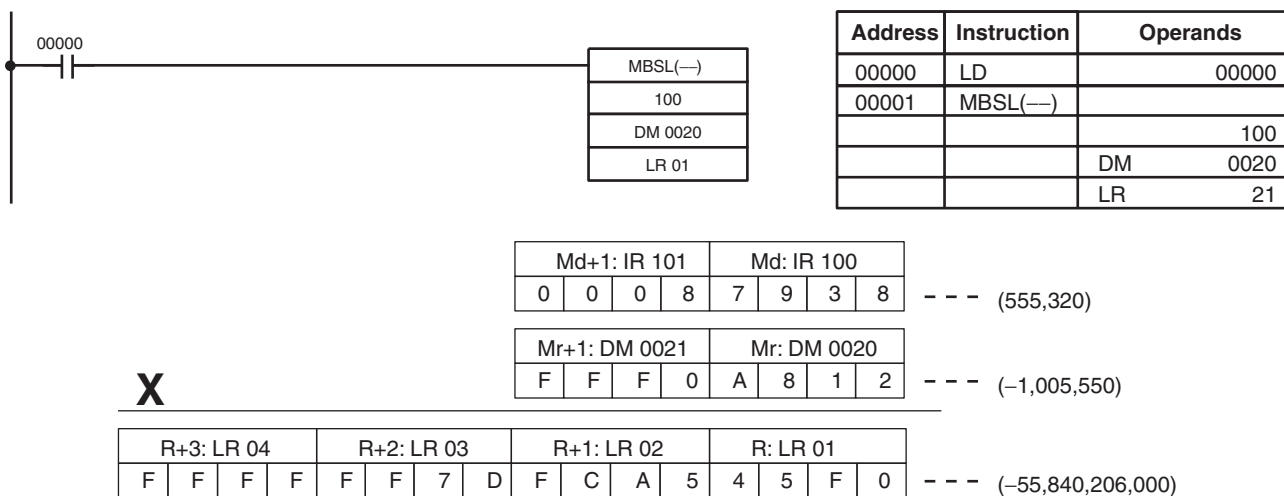 00000
MBSL(––)
100
DM 0020
LR 01
Address Instruction Operands
00000 LD 00000
00001 MBSL(––)
100
DM 0020
LR 21
Md+1: IR 101 Md: IR 100
0 0 0 8 7 9 3 8 – – – (555,320)
Mr+1: DM 0021 Mr: DM 0020
F F F 0 A 8 1 2 – – – (–1,005,550)
X
R+3: LR 04 R+2: LR 03 R+1: LR 02 R: LR 01
F F F F F F 7 D F C A 5 4 5 F 0 – – – (–55,840,206,000)